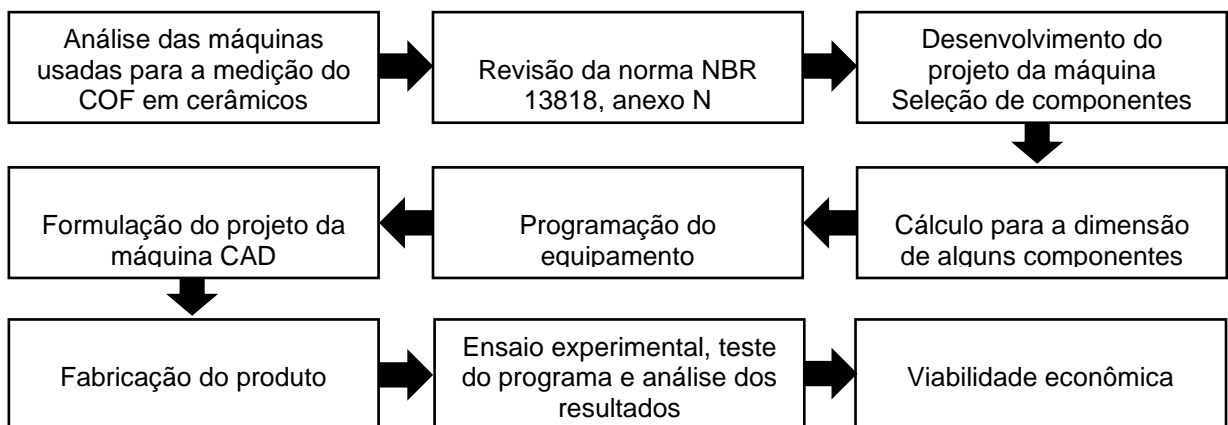 Análise das máquinas
usadas para a medição do
COF em cerâmicos
Revisão da norma NBR
13818, anexo N
Desenvolvimento do
projeto da máquina
Seleção de componentes
Cálculo para a dimensão
de alguns componentes
Programação do
equipamento
Formulação do projeto da
máquina CAD
Fabricação do produto
Ensaio experimental, teste
do programa e análise dos
resultados
Viabilidade econômica